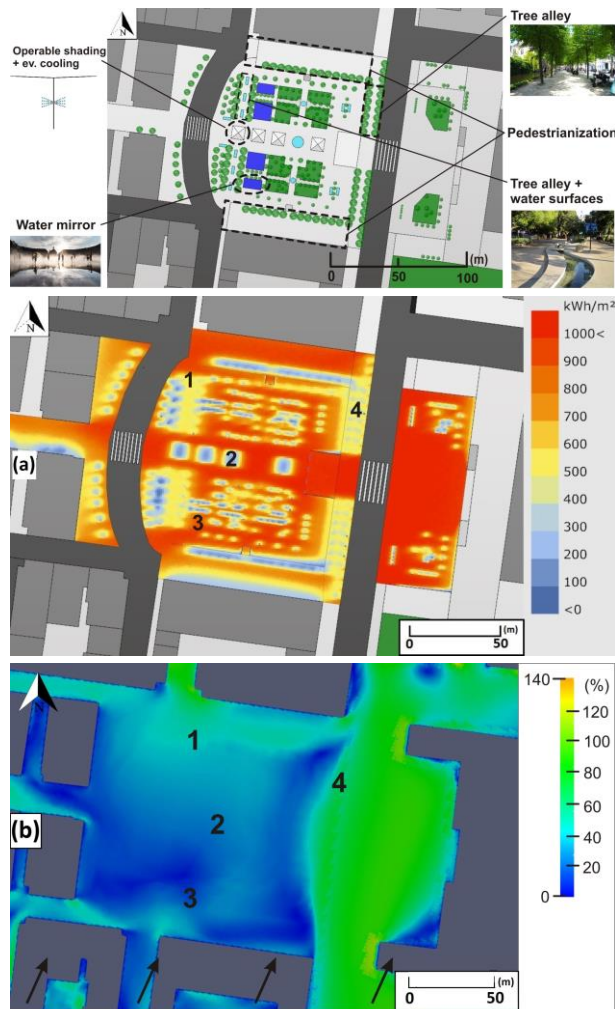 Operable shading
+ ev. cooling
N
Tree alley
Pedestrianization
Tree alley +
water surfaces
Water mirror
(m)
0
50
100
N
kWh/m²
1000<
900
800
700
600
500
400
300
200
100
<0
1
4
2
(a)
3
(m)
0
50
N
140
(%)
120
100
80
60
40
20
0
1
4
2
(b)
3
(m)
0
50